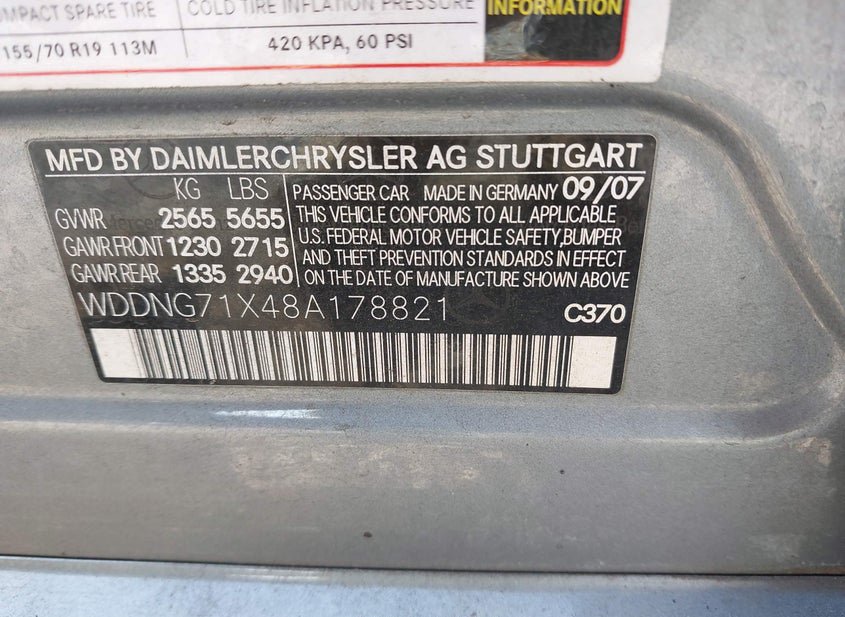 OMPACT SPARE TIRE COLD TIRE INFLATION PRESSURE INFORMATION
155/70 R19 113M 420 KPA, 60 PSI
MFD BY DAIMLERCHRYSLER AG STUTTGART
KG LBS PASSENGER CAR MADE IN GERMANY 09/07
GVWR 2565 5655 THIS VEHICLE CONFORMS TO ALL APPLICABLE
GAWR FRONT 1230 2715 U.S. FEDERAL MOTOR VEHICLE SAFETY, BUMPER
GAWR REAR 1335 2940 AND THEFT PREVENTION STANDARDS IN EFFECT
ON THE DATE OF MANUFACTURE SHOWN ABOVE
WDDNG71X48A178821 C370